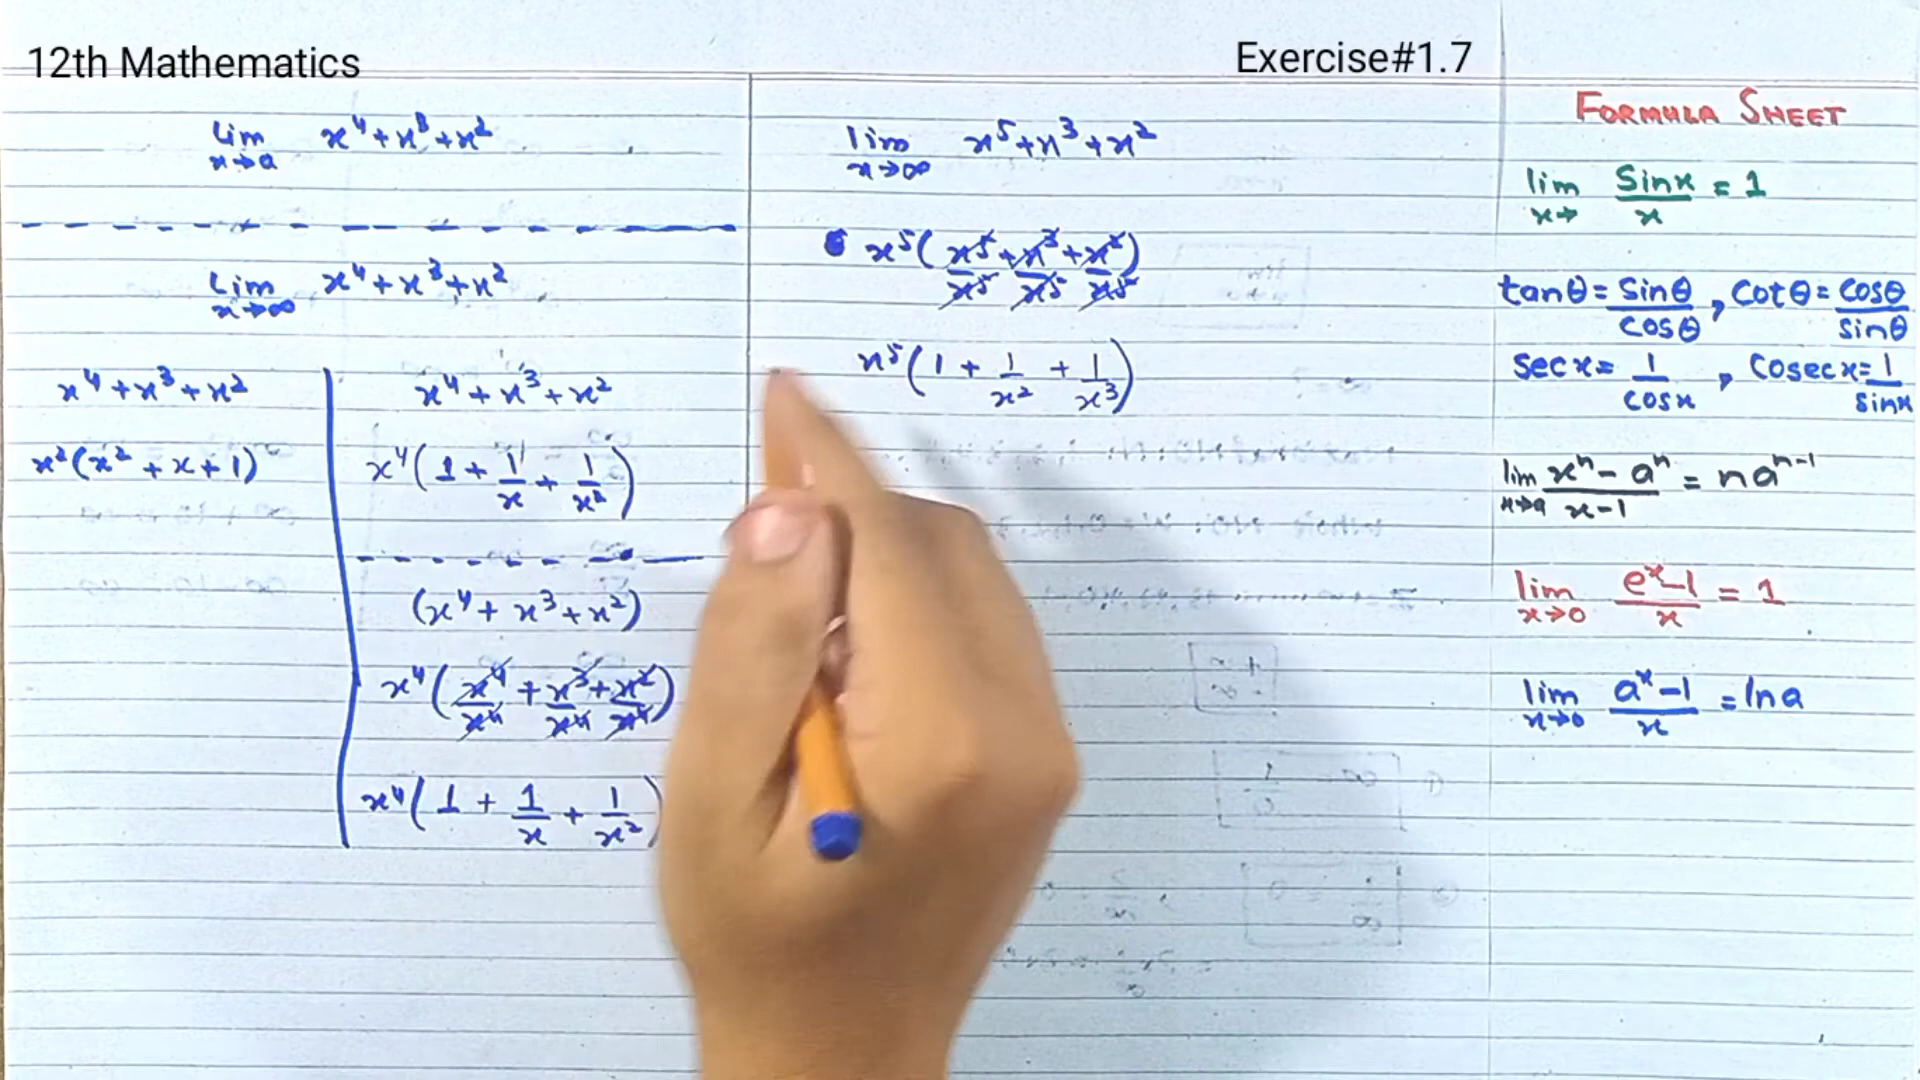 12th Mathematics
Exercise#1.7
lim x→a x⁴+x³+x²
Lim x→∞ x⁴+x³+x²
x⁴+x³+x²
x²(x²+x+1)
x⁴+x³+x²
x⁴(1+1/x+1/x²)
(x⁴+x³+x²)
x⁴(x⁴/x⁴+x³/x⁴+x²/x⁴)
x⁴(1+1/x+1/x²)
lim x→∞ x⁵+x³+x²
x⁵(x⁵/x⁵+x³/x⁵+x²/x⁵)
x⁵(1+1/x²+1/x³)
FORMULA SHEET
lim x→ Sinx/x=1
tanθ=Sinθ/cosθ, Cotθ=cosθ/sinθ
Secx=1/cosx, Cosecx=1/sinx
lim x→a xⁿ-aⁿ/x-1=naⁿ⁻¹
lim x→0 eˣ-1/x=1
lim x→0 aˣ-1/x=lna